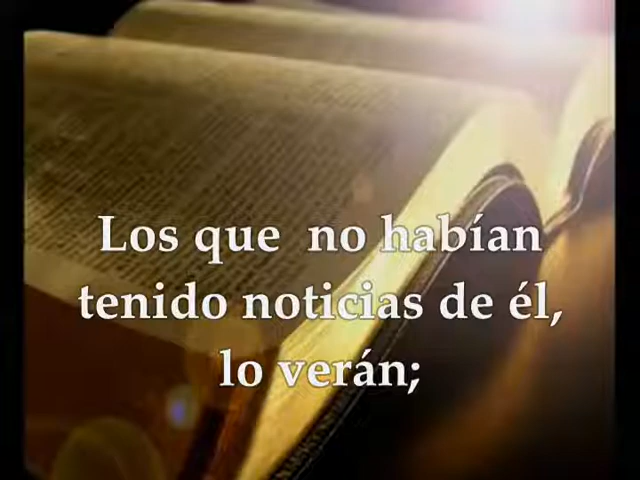 Los que no habían
tenido noticias de él,
lo verán;